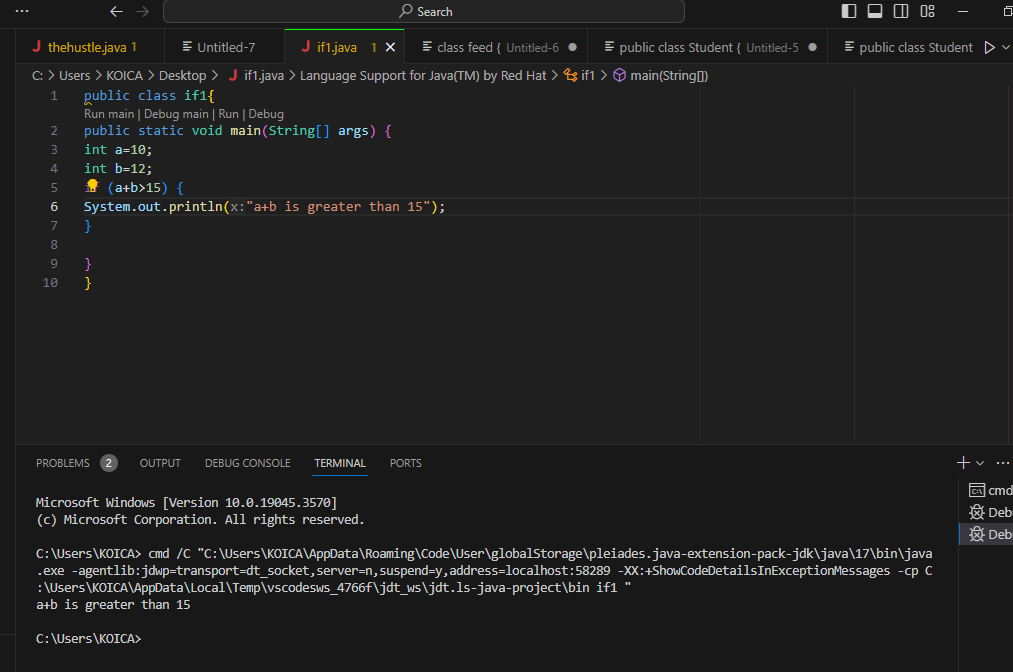 Search
thehustle.java 1
Untitled-7
if1.java 1
class feed { Untitled-6
public class Student { Untitled-5
public class Student
C: > Users > KOICA > Desktop > if1.java > Language Support for Java(TM) by Red Hat > if1 > main(String[])
1 public class if1{
Run main | Debug main | Run | Debug
2 public static void main(String[] args) {
3 int a=10;
4 int b=12;
5 (a+b>15) {
6 System.out.println(x:"a+b is greater than 15");
7 }
8
9 }
10 }
PROBLEMS 2 OUTPUT DEBUG CONSOLE TERMINAL PORTS
cmd
Deb
Deb
Microsoft Windows [Version 10.0.19045.3570]
(c) Microsoft Corporation. All rights reserved.
C:\Users\KOICA> cmd /C "C:\Users\KOICA\AppData\Roaming\Code\User\globalStorage\pleiades.java-extension-pack-jdk\java\17\bin\java
.exe -agentlib:jdwp=transport=dt_socket,server=n,suspend=y,address=localhost:58289 -XX:+ShowCodeDetailsInExceptionMessages -cp C
:\Users\KOICA\AppData\Local\Temp\vscodesws_4766f\jdt_ws\jdt.ls-java-project\bin if1 "
a+b is greater than 15
C:\Users\KOICA>